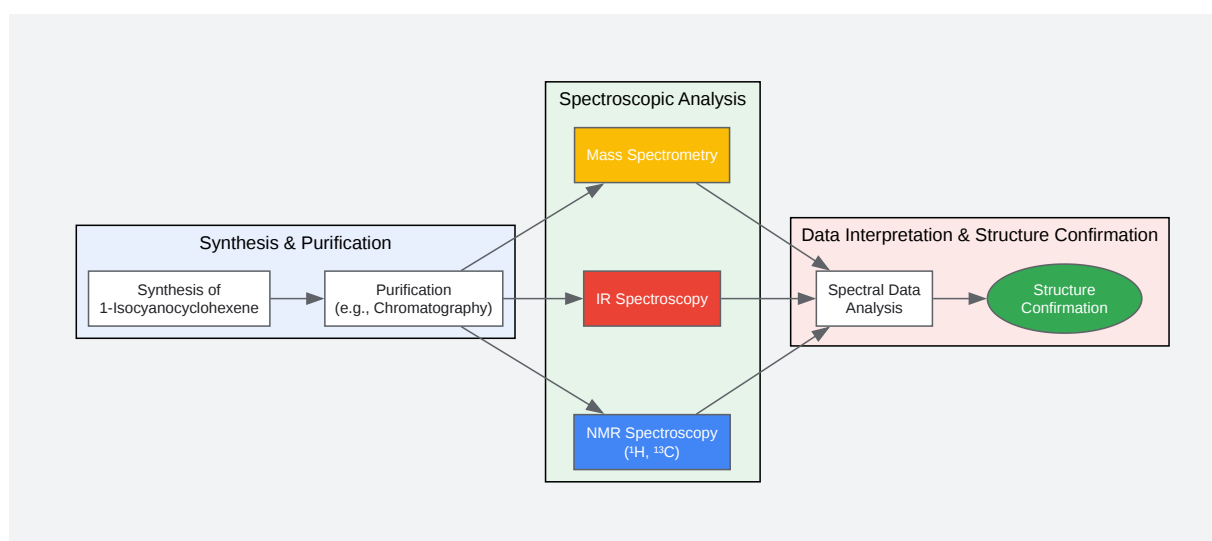 Synthesis & Purification
Synthesis of
1-Isocyanocyclohexene
Purification
(e.g., Chromatography)
Spectroscopic Analysis
Mass Spectrometry
IR Spectroscopy
NMR Spectroscopy
(¹H, ¹³C)
Data Interpretation & Structure Confirmation
Spectral Data
Analysis
Structure
Confirmation